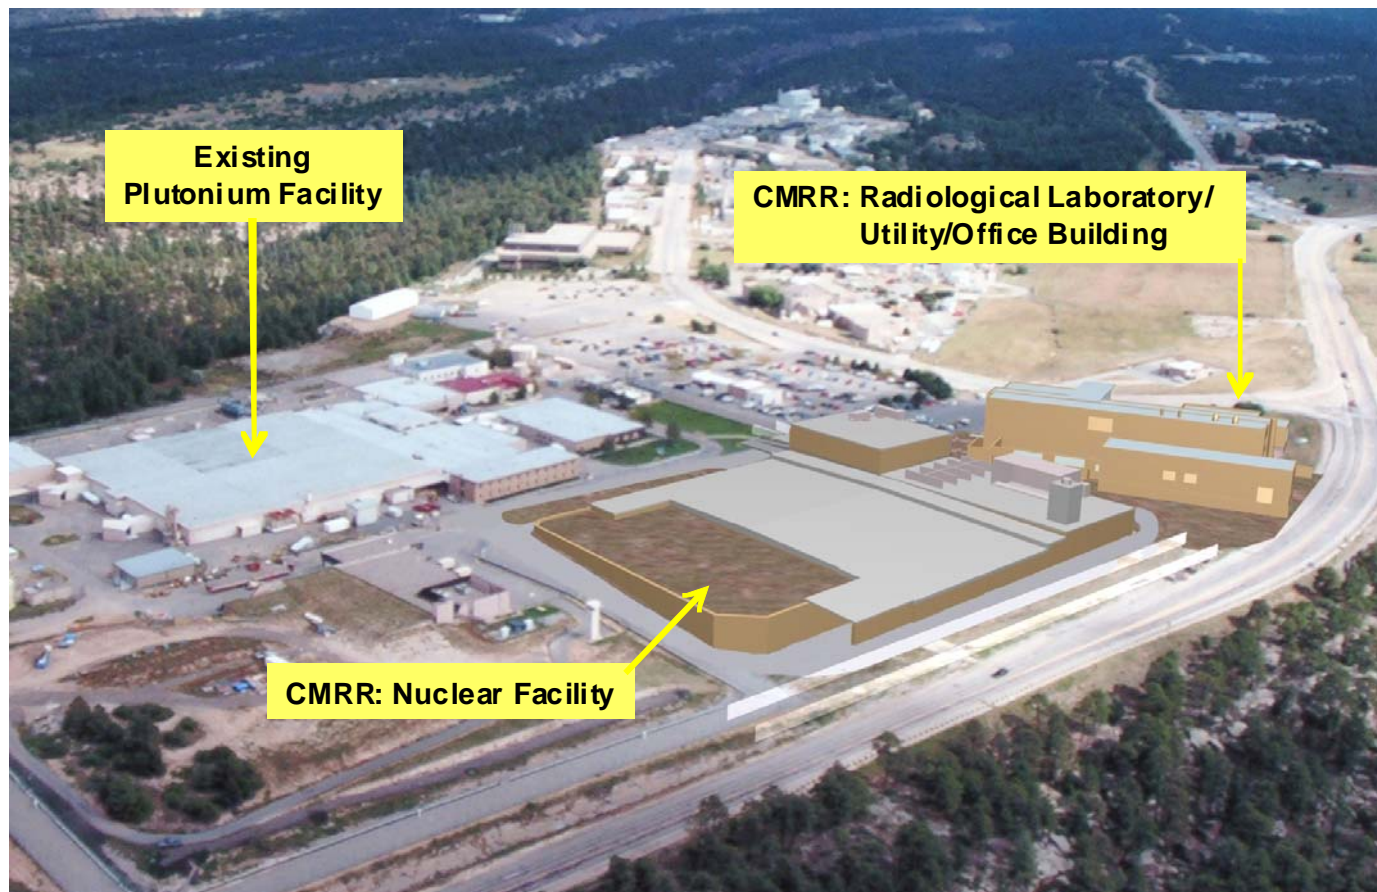 Existing
Plutonium Facility
CMRR: Radiological Laboratory/
Utility/Office Building
CMRR: Nuclear Facility